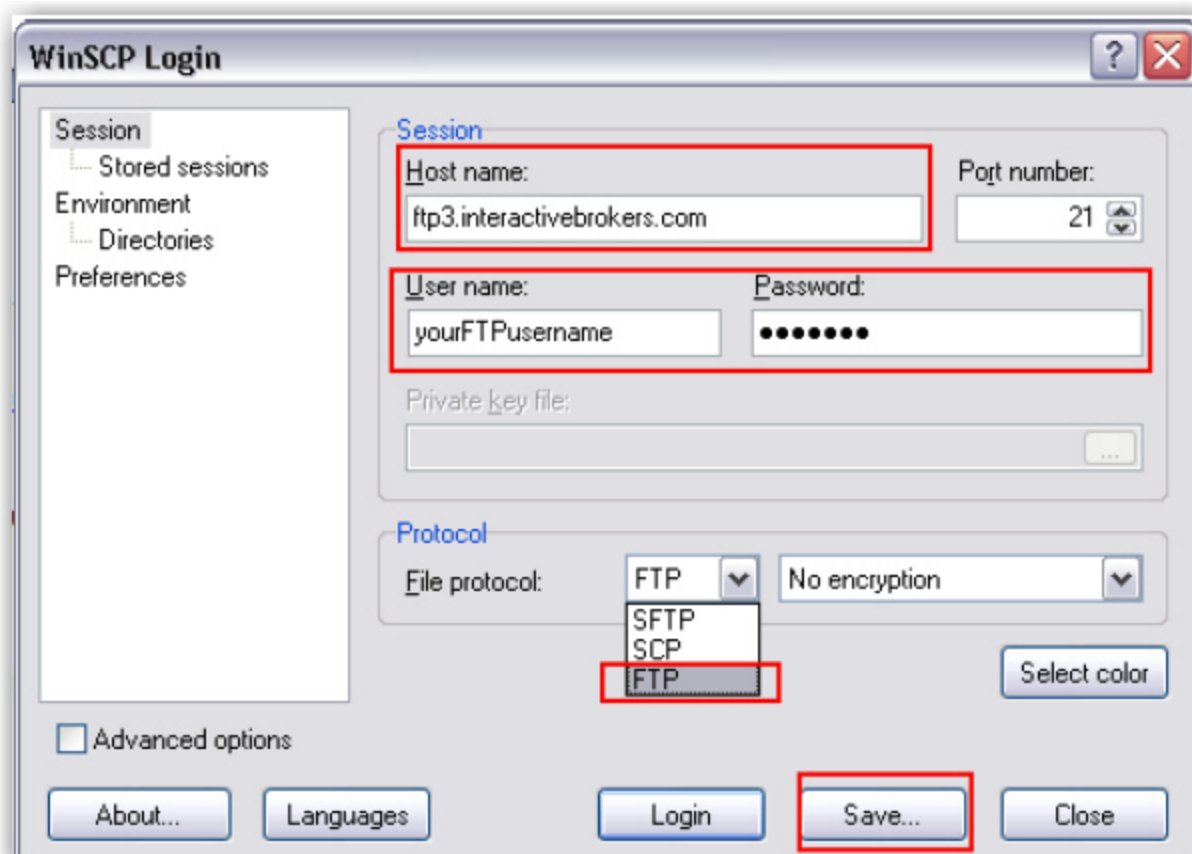 WinSCP Login
?
Session
Stored sessions
Environment
Directories
Preferences
Session
Host name:
Port number:
ftp3.interactivebrokers.com
21
User name:
Password:
yourFTPusername
•••••••
Private key file:
...
Protocol
File protocol:
FTP
No encryption
SFTP
SCP
FTP
Select color
Advanced options
About...
Languages
Login
Save...
Close